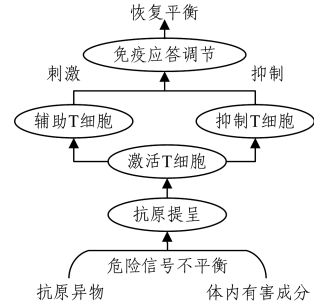 恢复平衡
免疫应答调节
刺激
抑制
辅助T细胞
抑制T细胞
激活T细胞
抗原提呈
危险信号不平衡
抗原异物
体内有害成分